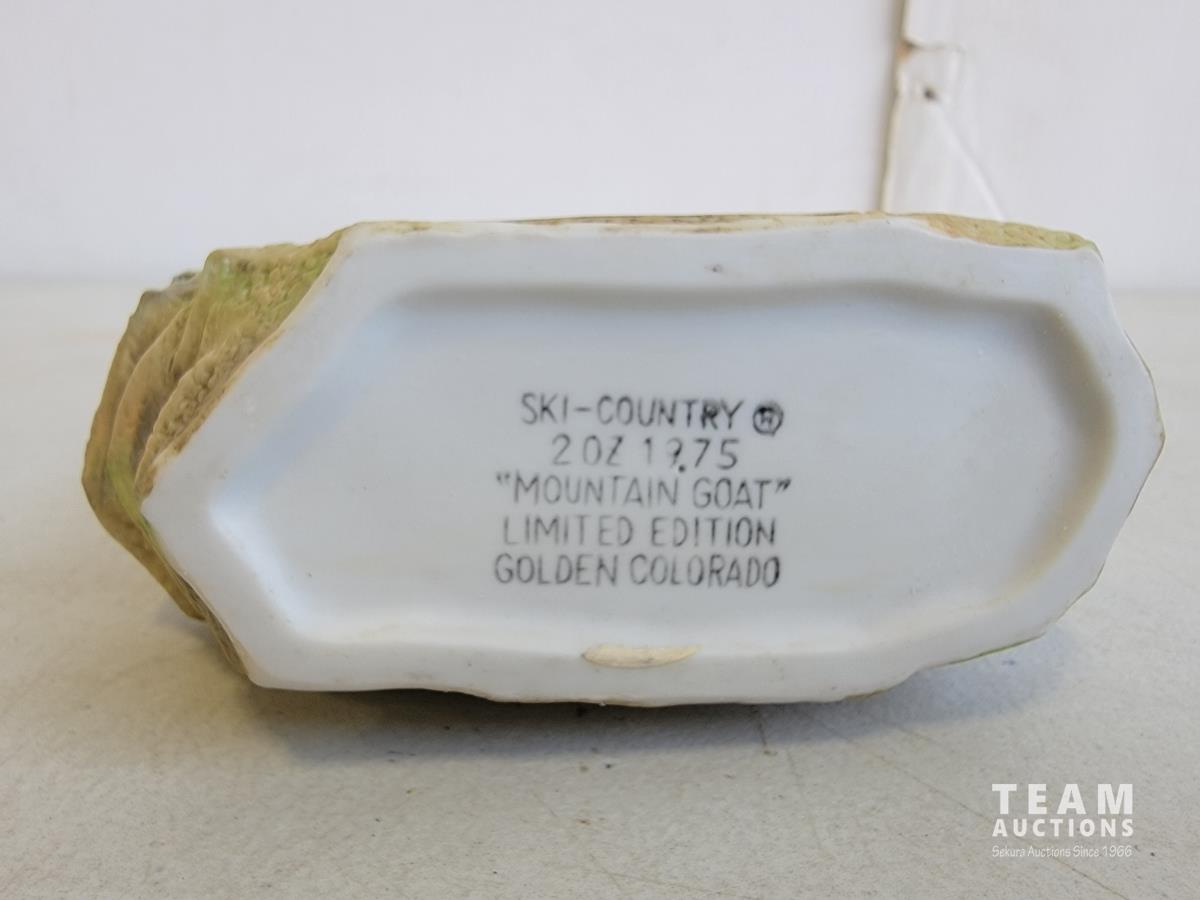 SKI-COUNTRY ®
2 OZ 1975
"MOUNTAIN GOAT"
LIMITED EDITION
GOLDEN COLORADO
TEAM
AUCTIONS
Sekura Auctions Since 1966